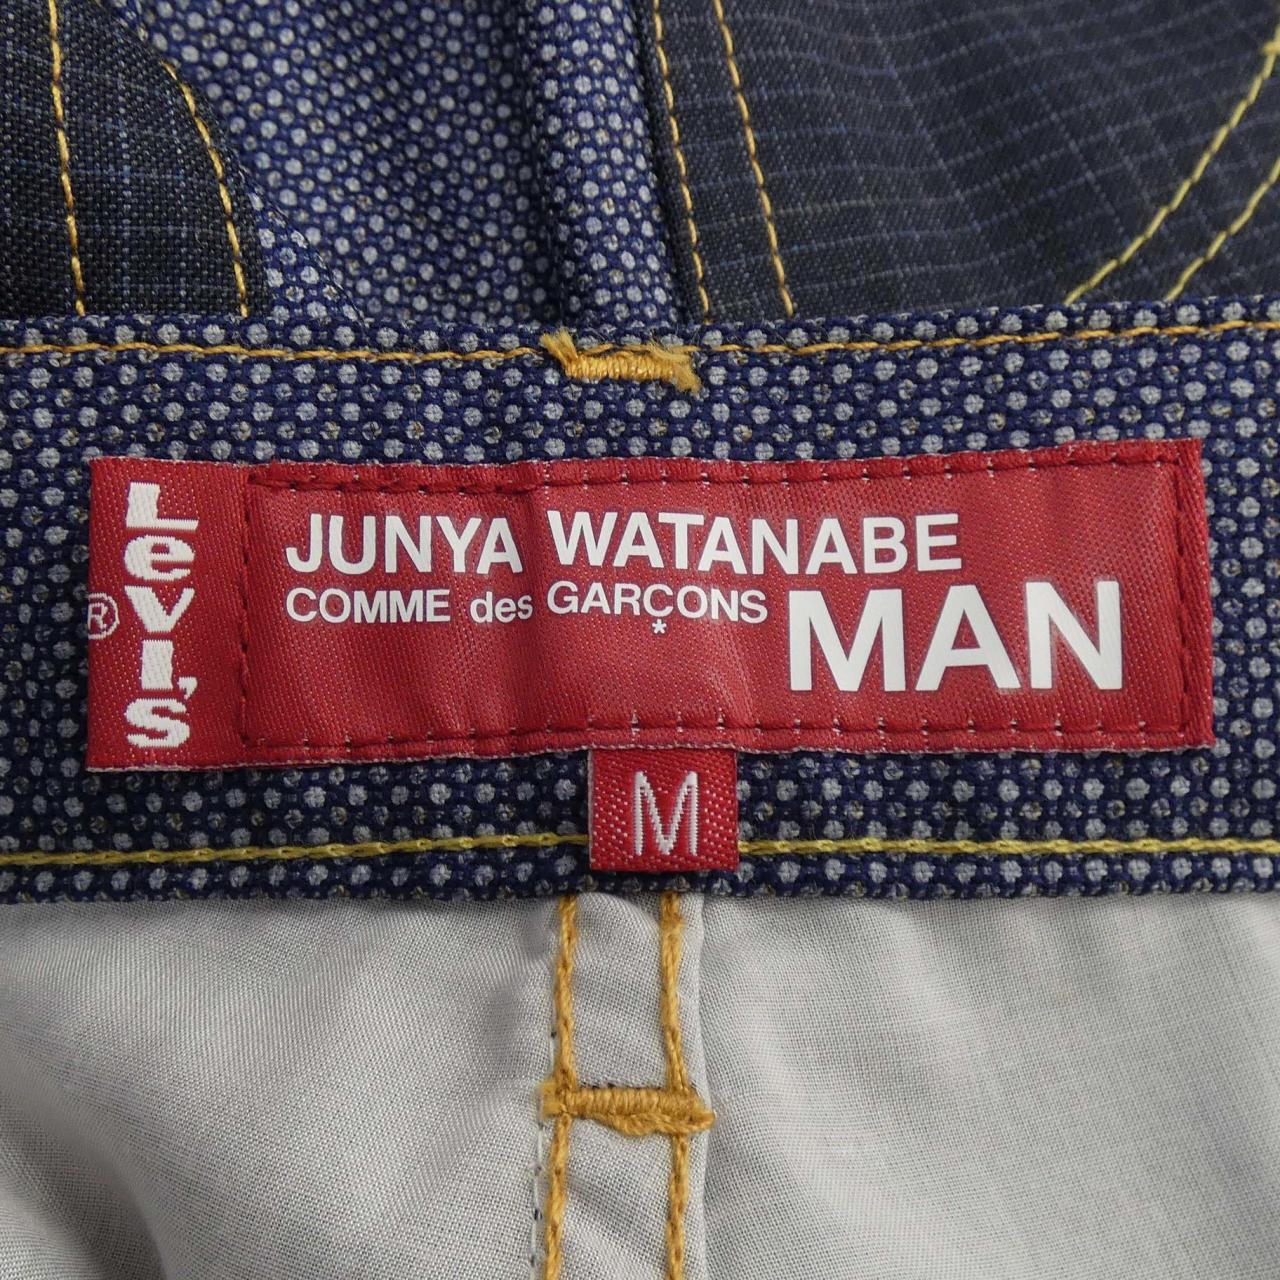 Levi's
®
JUNYA WATANABE
COMME des GARÇONS
*
MAN
M